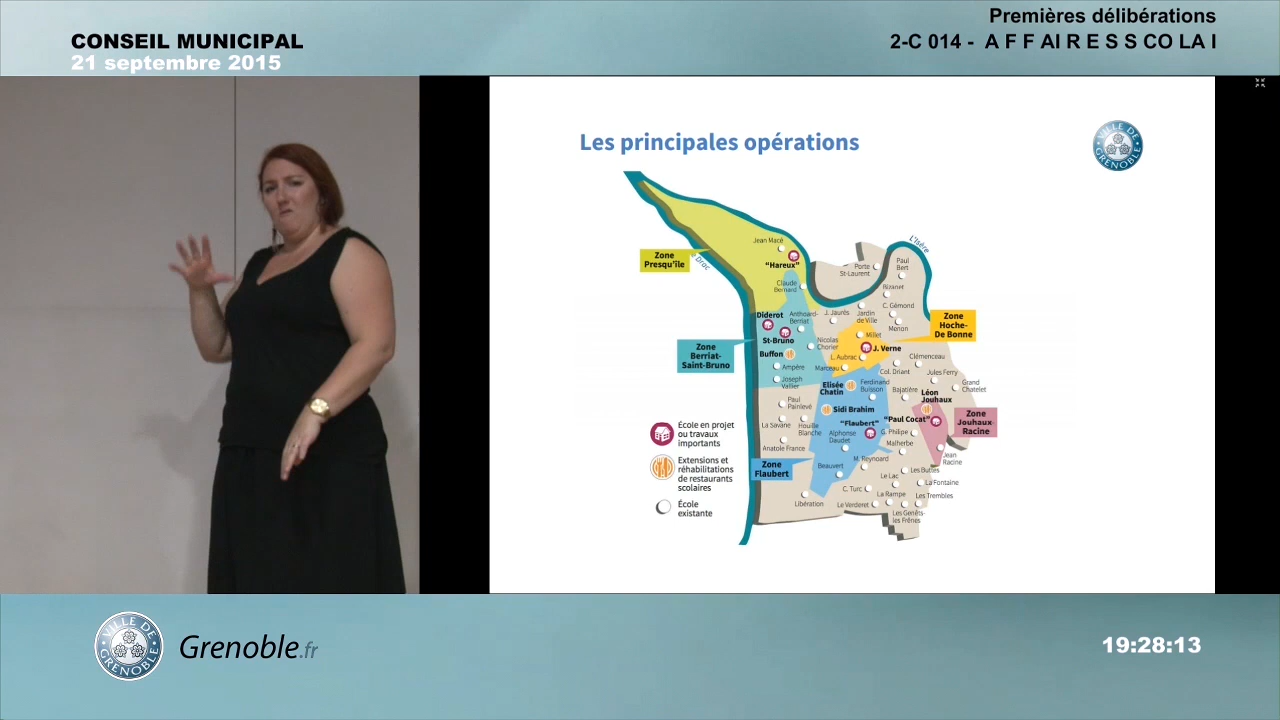 Premières délibérations
CONSEIL MUNICIPAL
2-C 014 - A F F AI R E S S CO LA I
21 septembre 2015
Les principales opérations
VILLE DE
GRENOBLE
L'Isère
Drac
Zone
Presqu'île
Jean Macé
"Hareux"
Claude
Bernard
Porte
St-Laurent
Paul
Bert
Bizanet
C. Gémond
Menon
Jardin
de Ville
J. Jaurès
Diderot
Anthoard-
Berriat
St-Bruno
Nicolas
Chorier
Millet
J. Verne
L. Aubrac
Zone
Hoche-
De Bonne
Zone
Berriat-
Saint-Bruno
Buffon
Ampère
Marceau
Joseph
Vallier
Clémenceau
Col. Driant
Jules Ferry
Grand
Chatelet
Elisée
Chatin
Ferdinand
Buisson
Bajatière
Léon
Jouhaux
Paul
Painlevé
Sidi Brahim
"Paul Cocat"
Zone
Jouhaux-
Racine
La Savane
Houille
Blanche
"Flaubert"
G. Philipe
Alphonse
Daudet
Malherbe
Anatole France
Jean
Racine
Zone
Flaubert
Beauvert
M. Reynoard
Les Buttes
Le Lac
La Fontaine
C. Turc
La Rampe
Les Trembles
Libération
Le Verderet
Les Genêts-
les Frênes
École en projet
ou travaux
importants
Extensions et
réhabilitations
de restaurants
scolaires
École
existante
VILLE DE
GRENOBLE
Grenoble.fr
19:28:13